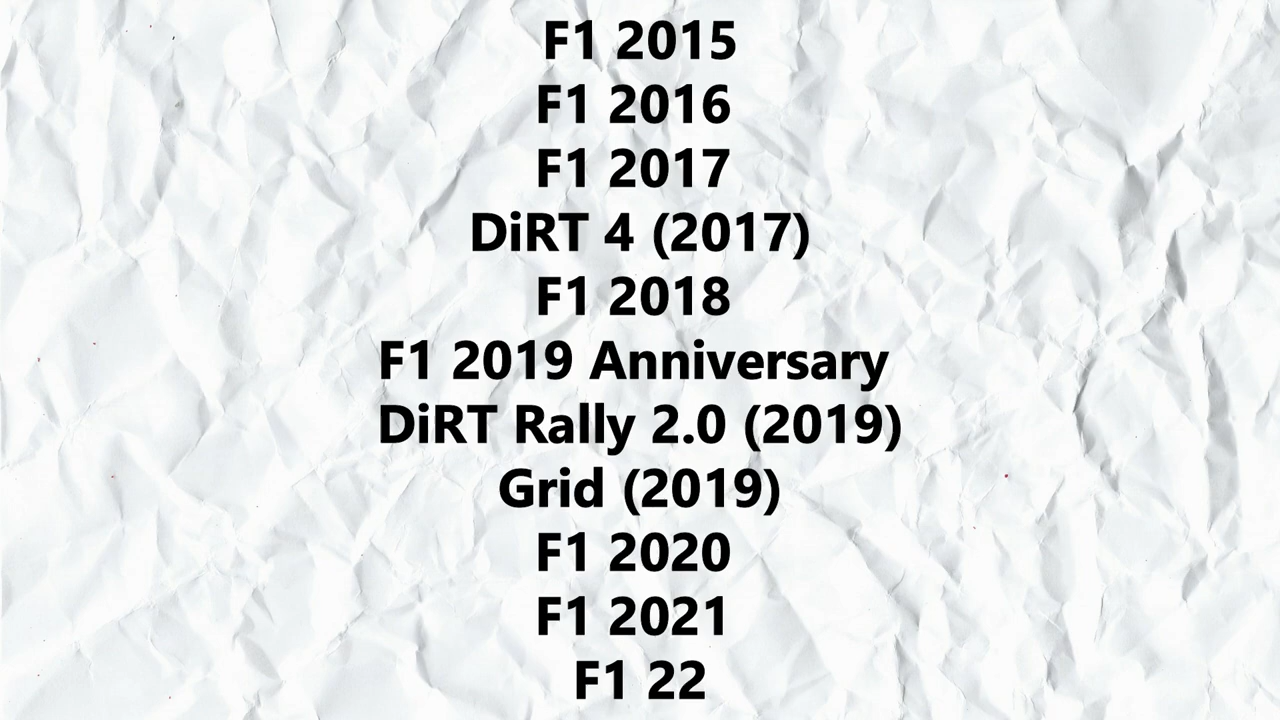 F1 2015
F1 2016
F1 2017
DiRT 4 (2017)
F1 2018
F1 2019 Anniversary
DiRT Rally 2.0 (2019)
Grid (2019)
F1 2020
F1 2021
F1 22